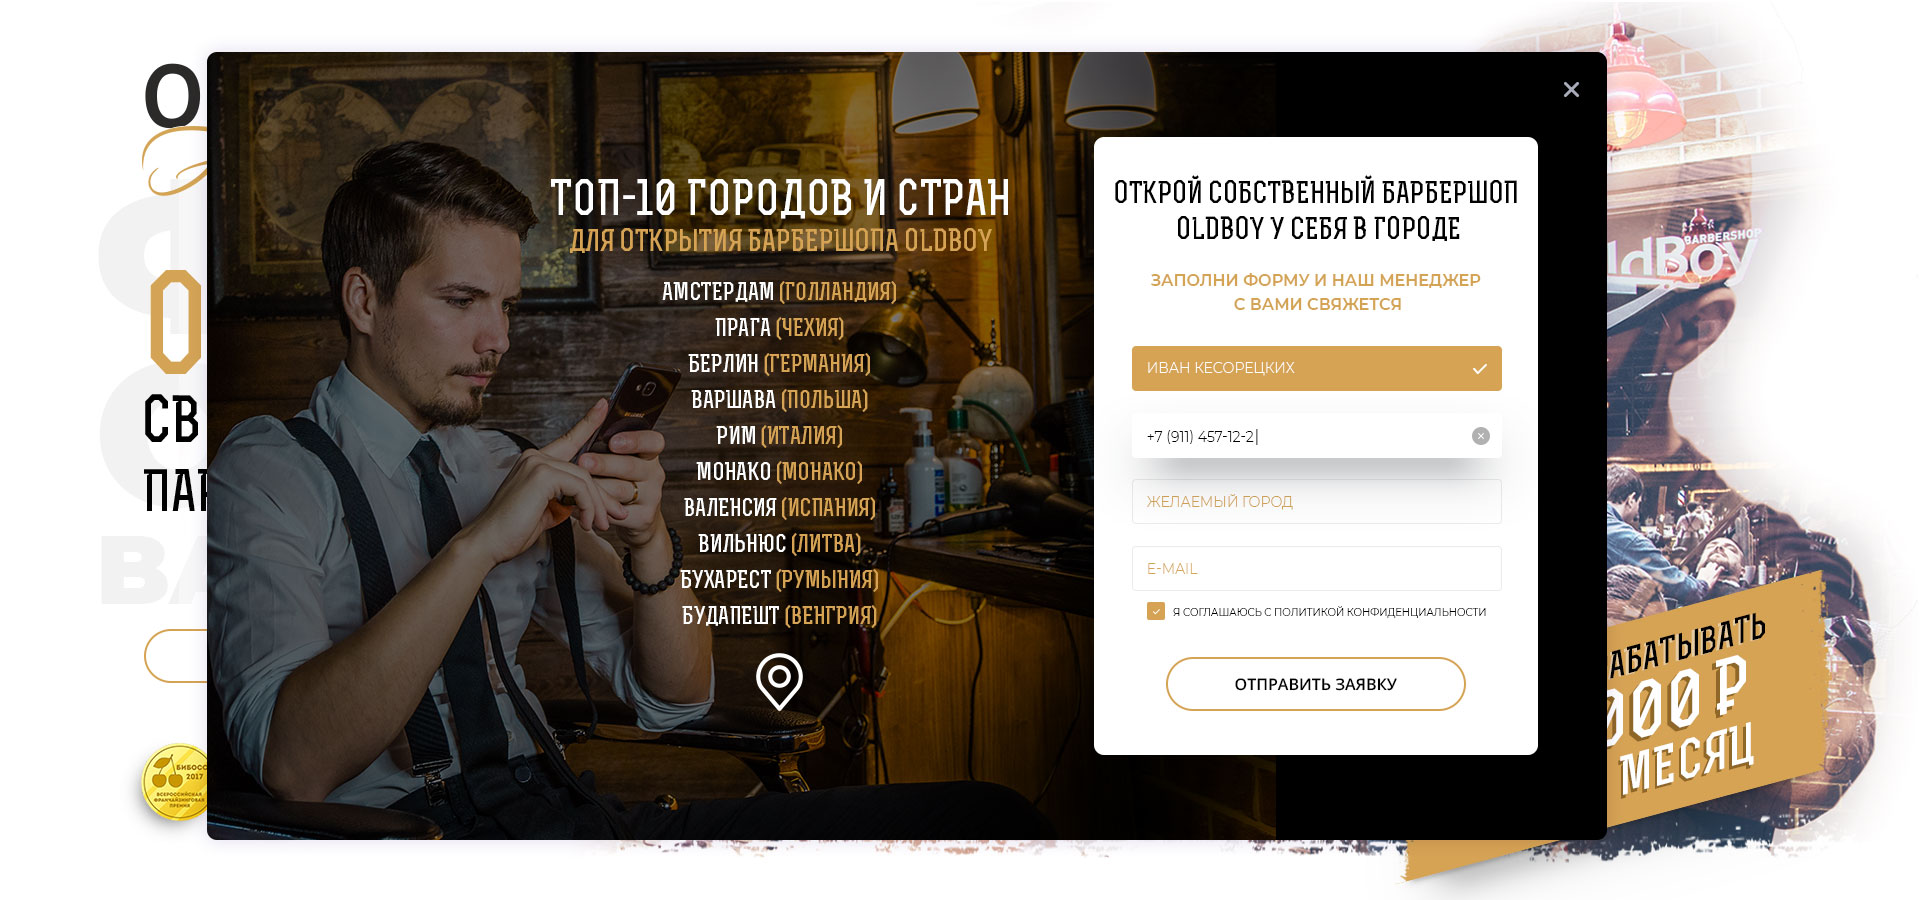 ТОП-10 ГОРОДОВ И СТРАН
ДЛЯ ОТКРЫТИЯ БАРБЕРШОПА OLDBOY
АМСТЕРДАМ (ГОЛЛАНДИЯ)
ПРАГА (ЧЕХИЯ)
БЕРЛИН (ГЕРМАНИЯ)
ВАРШАВА (ПОЛЬША)
РИМ (ИТАЛИЯ)
МОНАКО (МОНАКО)
ВАЛЕНСИЯ (ИСПАНИЯ)
ВИЛЬНЮС (ЛИТВА)
БУХАРЕСТ (РУМЫНИЯ)
БУДАПЕШТ (ВЕНГРИЯ)
ОТКРОЙ СОБСТВЕННЫЙ БАРБЕРШОП
OLDBOY У СЕБЯ В ГОРОДЕ
ЗАПОЛНИ ФОРМУ И НАШ МЕНЕДЖЕР
С ВАМИ СВЯЖЕТСЯ
ИВАН КЕСОРЕЦКИХ
+7 (911) 457-12-2
ЖЕЛАЕМЫЙ ГОРОД
E-MAIL
Я СОГЛАШАЮСЬ С ПОЛИТИКОЙ КОНФИДЕНЦИАЛЬНОСТИ
ОТПРАВИТЬ ЗАЯВКУ
О
О
СВ
ПАР
ВА
БИБОСС
2017
ВСЕРОССИЙСКАЯ
ФРАНЧАЙЗИНГОВАЯ
ПРЕМИЯ
BARBERSHOP
ldBoy
АБАТЫВАТЬ
000 ₽
МЕСЯЦ